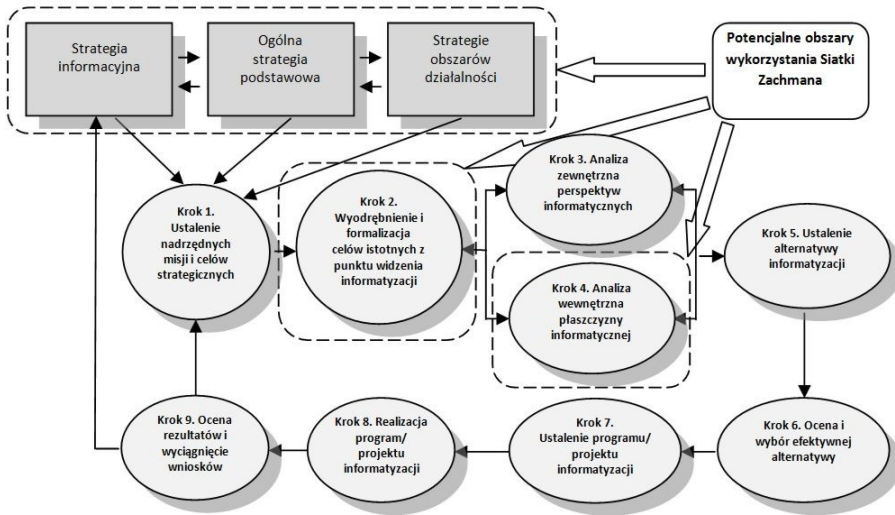 Strategia
informacyjna
Ogólna
strategia
podstawowa
Strategie
obszarów
działalności
Potencjalne obszary
wykorzystania Siatki
Zachmana
Krok 1.
Ustalenie
nadrzędnych
misji i celów
strategicznych
Krok 2.
Wyodrębnienie i
formalizacja
celów istotnych z
punktu widzenia
informatyzacji
Krok 3. Analiza
zewnętrzna
perspektyw
informatycznych
Krok 4. Analiza
wewnętrzna
płaszczyzny
informatycznej
Krok 5. Ustalenie
alternatywy
informatyzacji
Krok 6. Ocena i
wybór efektywnej
alternatywy
Krok 7.
Ustalenie programu/
projektu
informatyzacji
Krok 8. Realizacja
program/
projektu
informatyzacji
Krok 9. Ocena
rezultatów i
wyciągnięcie
wniosków